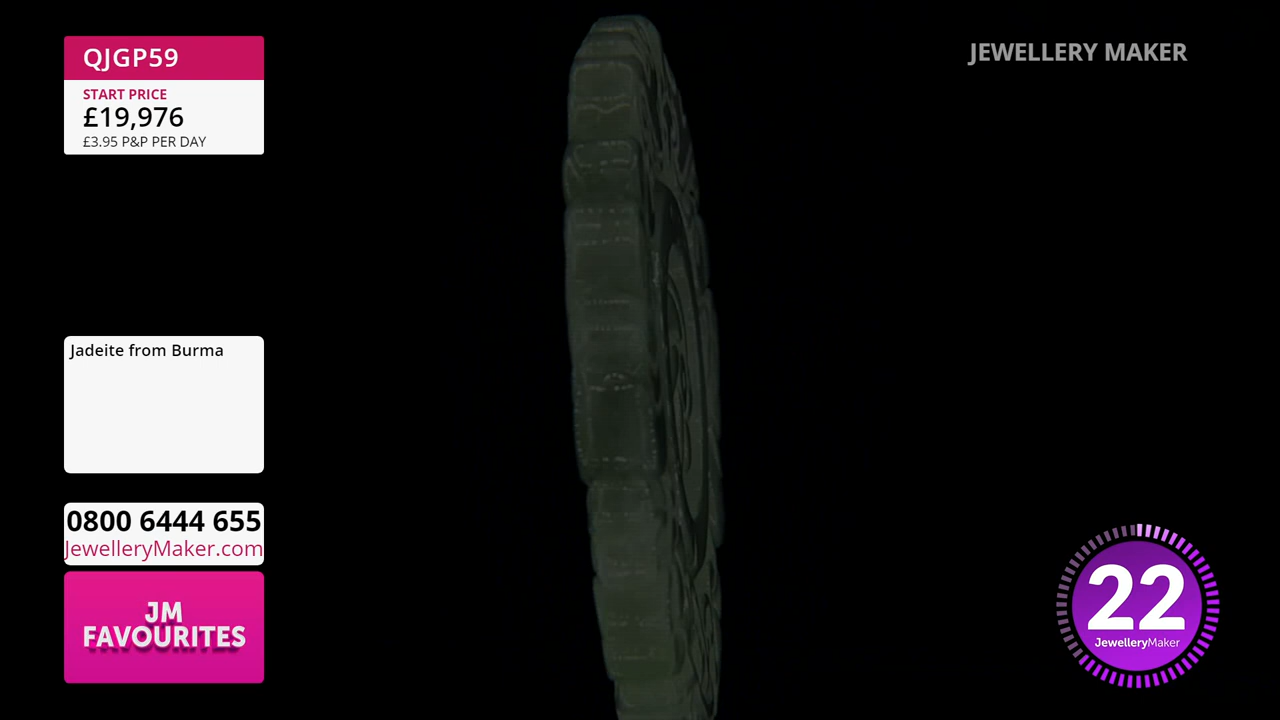 QJGP59
START PRICE
£19,976
£3.95 P&P PER DAY
JEWELLERY MAKER
Jadeite from Burma
0800 6444 655
JewelleryMaker.com
JM
FAVOURITES
22
JewelleryMaker